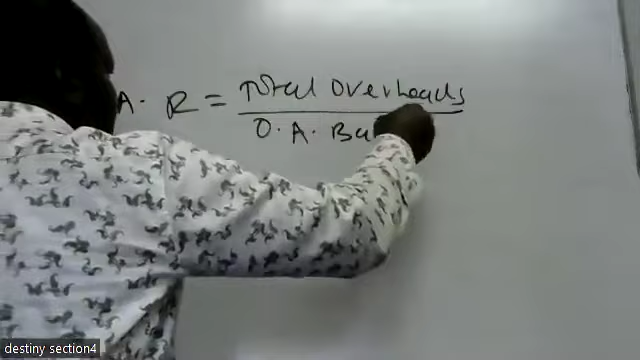 A. R = Total Overheads
O. A. Ba
destiny section4